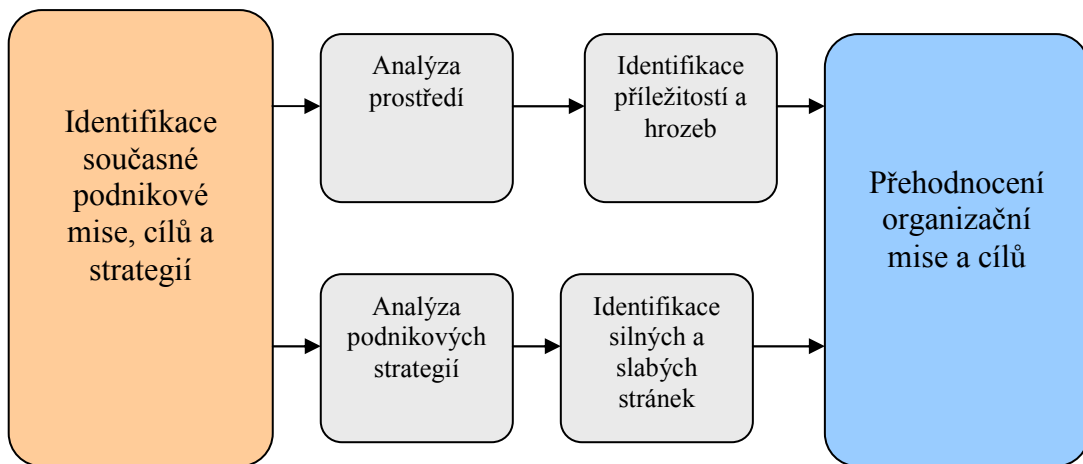 Identifikace
současné
podnikové
mise, cílů a
strategií
Analýza
prostředí
Identifikace
příležitostí a
hrozeb
Analýza
podnikových
strategií
Identifikace
silných a
slabých
stránek
Přehodnocení
organizační
mise a cílů